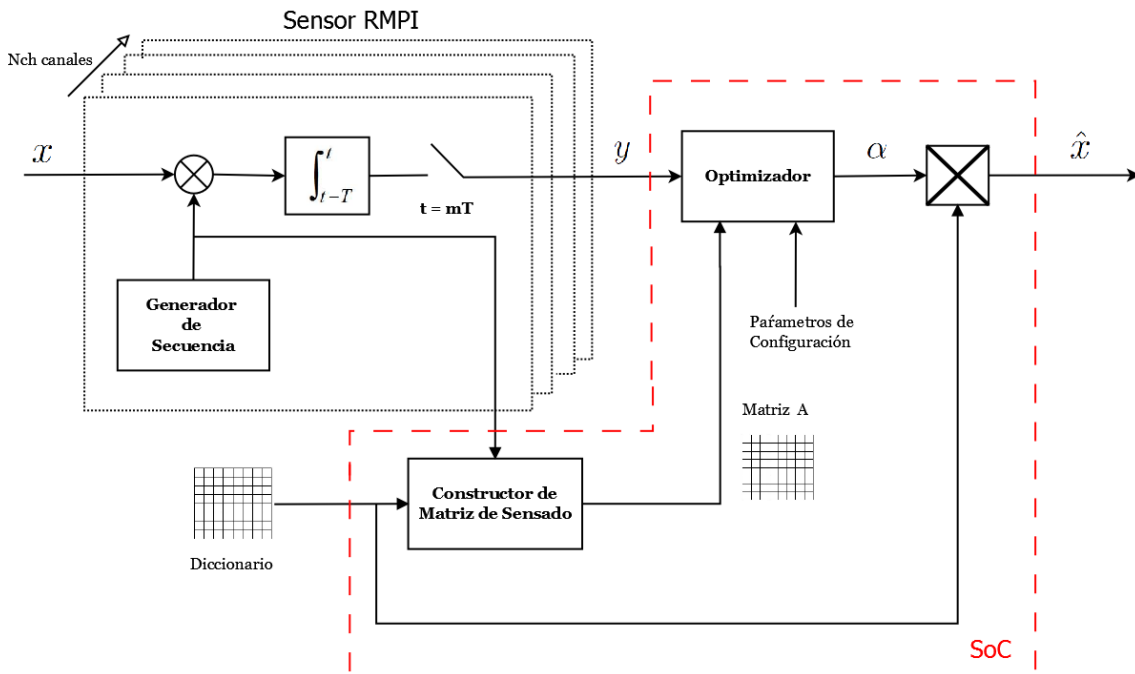 Sensor RMPI
Nch canales
x
∫ t t−T
t = mT
y
Optimizador
α
x̂
Generador
de
Secuencia
Paŕametros de
Configuración
Matriz A
Constructor de
Matriz de Sensado
Diccionario
SoC